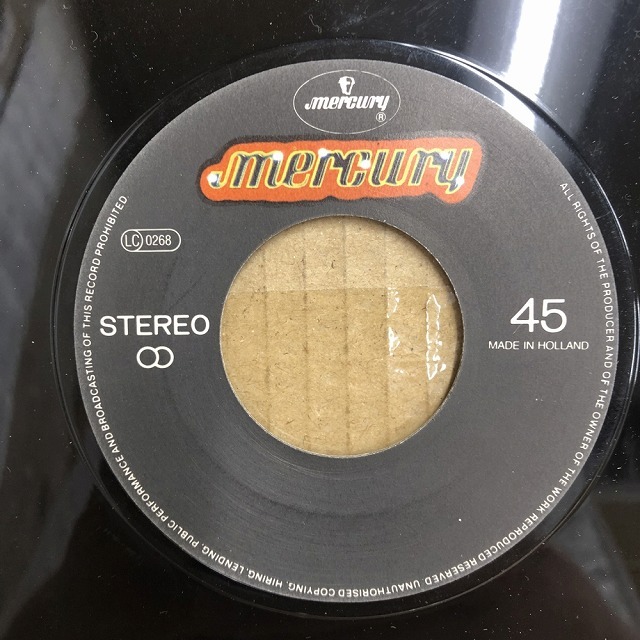 mercury
®
mercury
LC 0268
STEREO
45
MADE IN HOLLAND
ALL RIGHTS OF THE PRODUCER AND OF THE OWNER OF THE WORK REPRODUCED RESERVED UNAUTHORISED COPYING, HIRING, LENDING, PUBLIC PERFORMANCE AND BROADCASTING OF THIS RECORD PROHIBITED